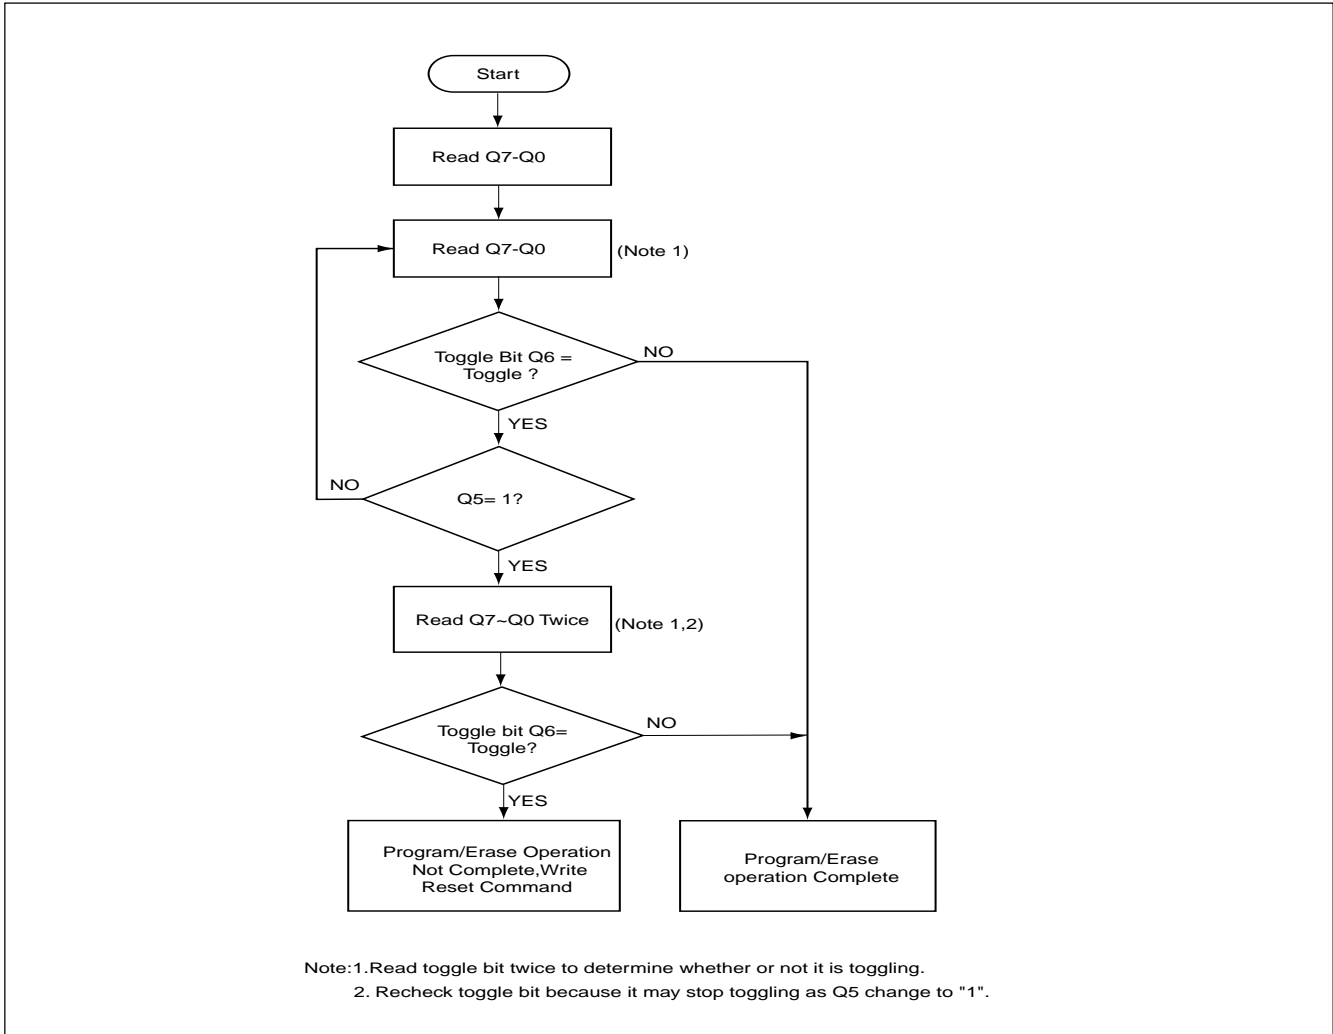 Start
Read Q7-Q0
Read Q7-Q0
(Note 1)
Toggle Bit Q6 =
Toggle ?
NO
YES
NO
Q5= 1?
YES
Read Q7~Q0 Twice
(Note 1,2)
Toggle bit Q6=
Toggle?
NO
YES
Program/Erase Operation
Not Complete,Write
Reset Command
Program/Erase
operation Complete
Note:1.Read toggle bit twice to determine whether or not it is toggling.
2. Recheck toggle bit because it may stop toggling as Q5 change to "1".